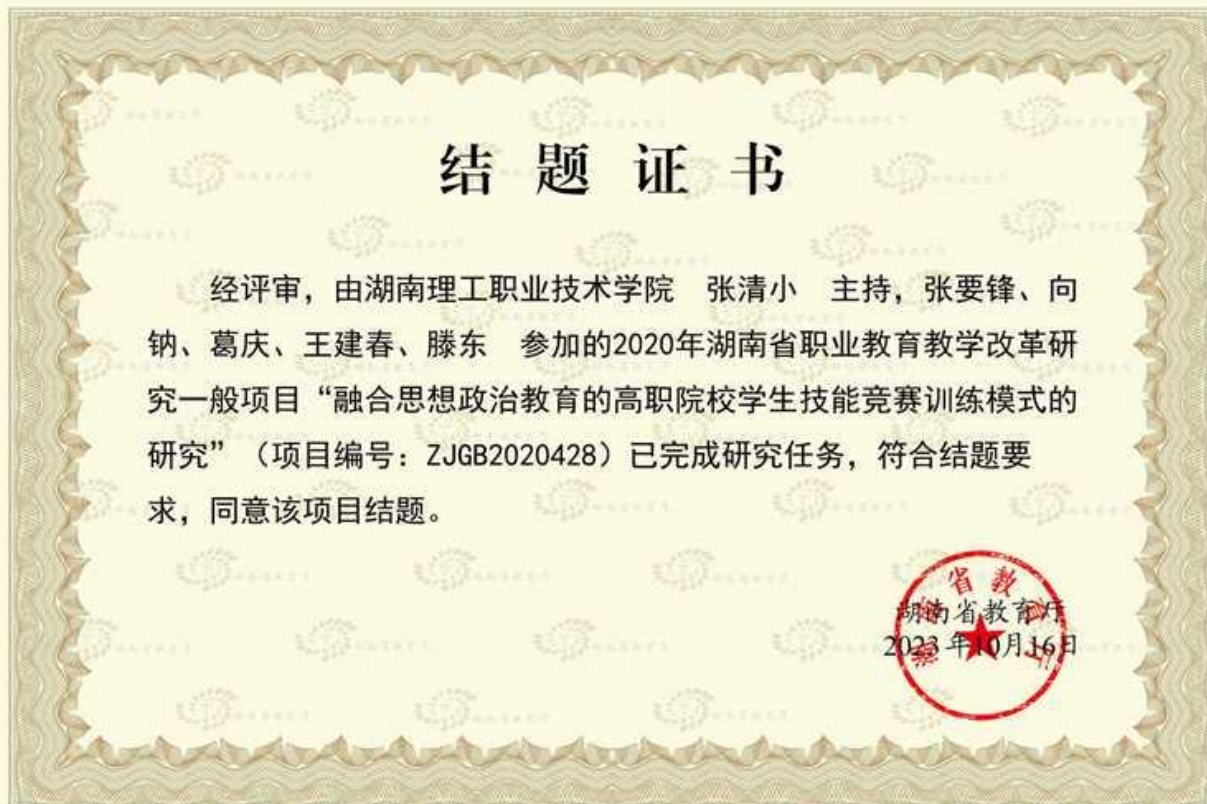 结题证书
经评审，由湖南理工职业技术学院 张清小 主持，张要锋、向
钠、葛庆、王建春、滕东 参加的2020年湖南省职业教育教学改革研
究一般项目“融合思想政治教育的高职院校学生技能竞赛训练模式的
研究”（项目编号：ZJGB2020428）已完成研究任务，符合结题要
求，同意该项目结题。
湖南省教育厅
湖南省教育厅
2023年10月16日